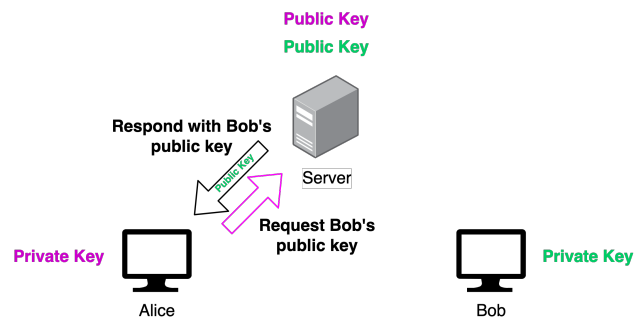 Public Key
Public Key
Respond with Bob's
public key
Public Key
Server
Request Bob's
public key
Private Key
Private Key
Alice
Bob